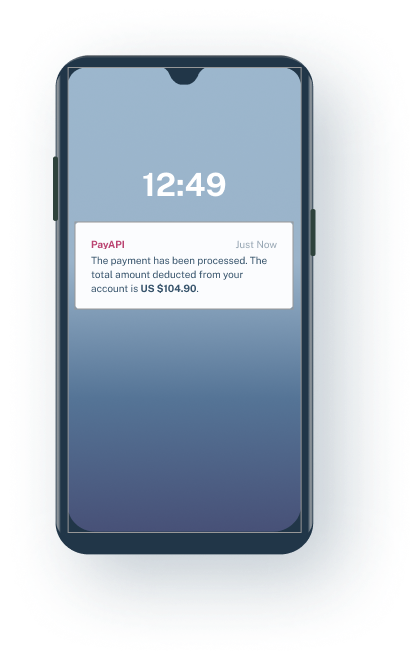 12:49
PayAPI Just Now
The payment has been processed. The
total amount deducted from your
account is US $104.90.